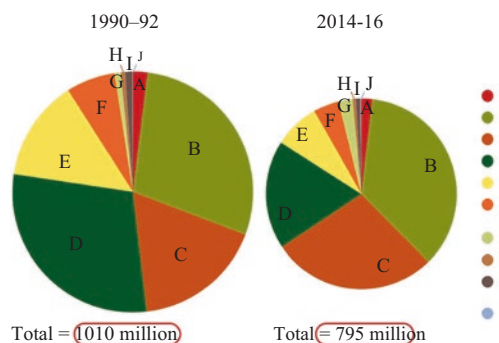 1990–92
2014-16
H I J
G A
F
B
E
D
C
H I J
G A
F
E
B
D
C
Total = 1010 million
Total = 795 million